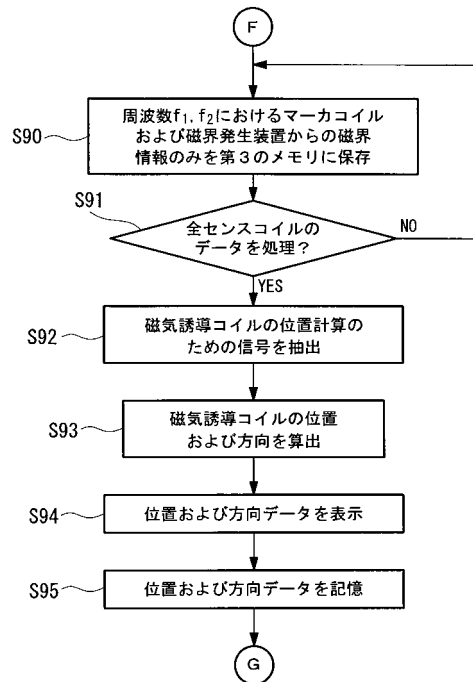 F
S90
周波数f1, f2におけるマーカコイル
および磁界発生装置からの磁界
情報のみを第3のメモリに保存
S91
全センスコイルの
データを処理?
NO
YES
S92
磁気誘導コイルの位置計算の
ための信号を抽出
S93
磁気誘導コイルの位置
および方向を算出
S94
位置および方向データを表示
S95
位置および方向データを記憶
G